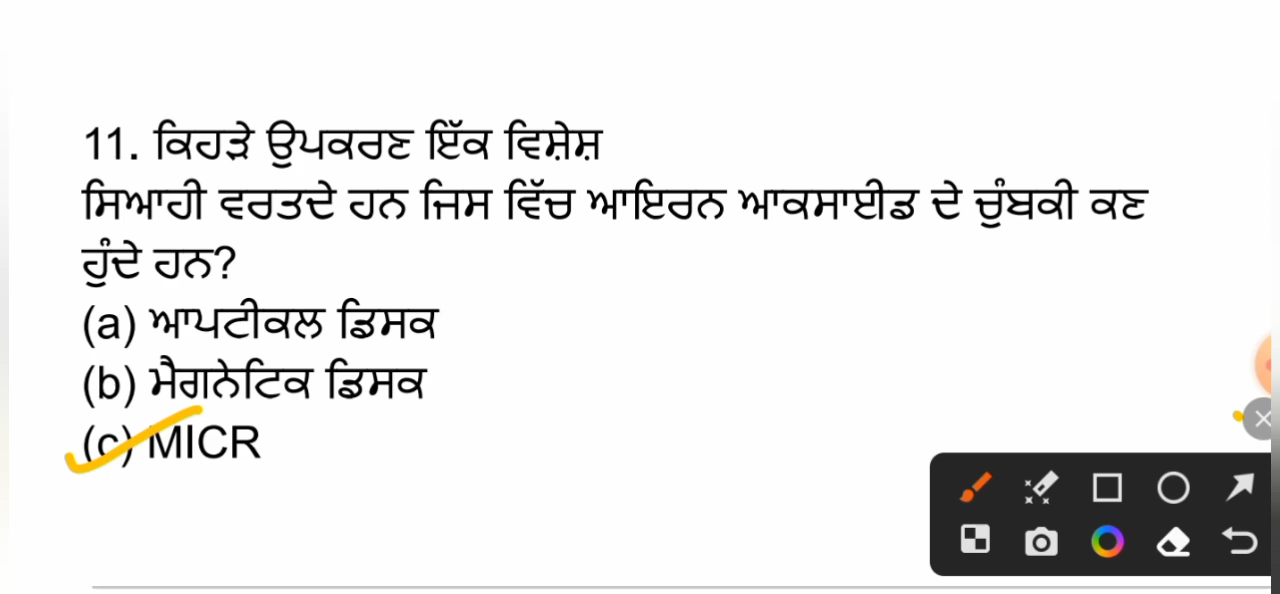 11. ਕਿਹੜੇ ਉਪਕਰਣ ਇੱਕ ਵਿਸ਼ੇਸ਼
ਸਿਆਹੀ ਵਰਤਦੇ ਹਨ ਜਿਸ ਵਿੱਚ ਆਇਰਨ ਆਕਸਾਈਡ ਦੇ ਚੁੰਬਕੀ ਕਣ
ਹੁੰਦੇ ਹਨ?
(a) ਆਪਟੀਕਲ ਡਿਸਕ
(b) ਮੈਗਨੇਟਿਕ ਡਿਸਕ
(c) MICR